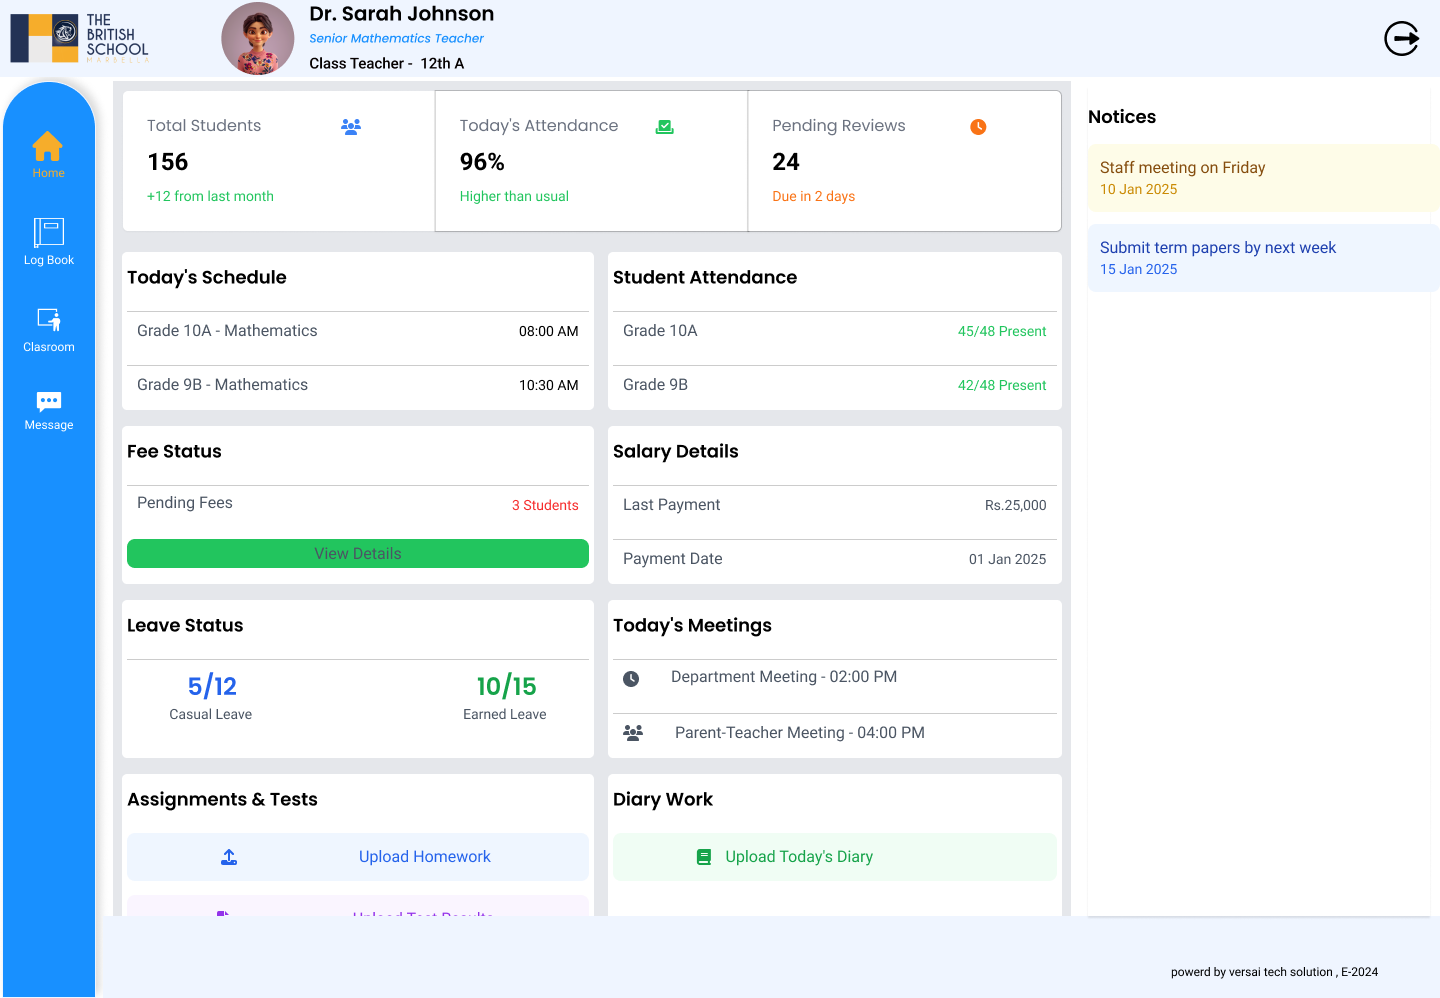 THE
BRITISH
SCHOOL
MARBELLA
Dr. Sarah Johnson
Senior Mathematics Teacher
Class Teacher - 12th A
Home
Log Book
Clasroom
Message
Total Students
156
+12 from last month
Today's Attendance
96%
Higher than usual
Pending Reviews
24
Due in 2 days
Today's Schedule
Grade 10A - Mathematics 08:00 AM
Grade 9B - Mathematics 10:30 AM
Student Attendance
Grade 10A 45/48 Present
Grade 9B 42/48 Present
Fee Status
Pending Fees 3 Students
View Details
Salary Details
Last Payment Rs.25,000
Payment Date 01 Jan 2025
Leave Status
5/12 10/15
Casual Leave Earned Leave
Today's Meetings
Department Meeting - 02:00 PM
Parent-Teacher Meeting - 04:00 PM
Assignments & Tests
Upload Homework
Upload Test Results
Diary Work
Upload Today's Diary
Notices
Staff meeting on Friday
10 Jan 2025
Submit term papers by next week
15 Jan 2025
powerd by versai tech solution , E-2024